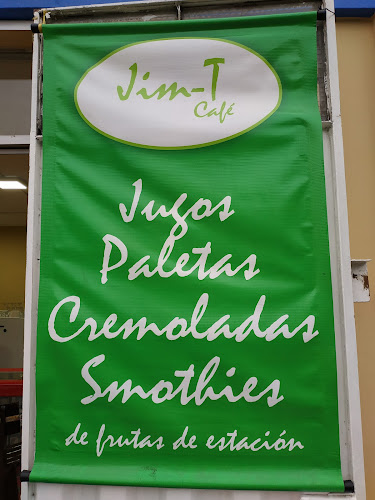 Jim-T
Café
Jugos
Paletas
Cremoladas
Smothies
de frutas de estación